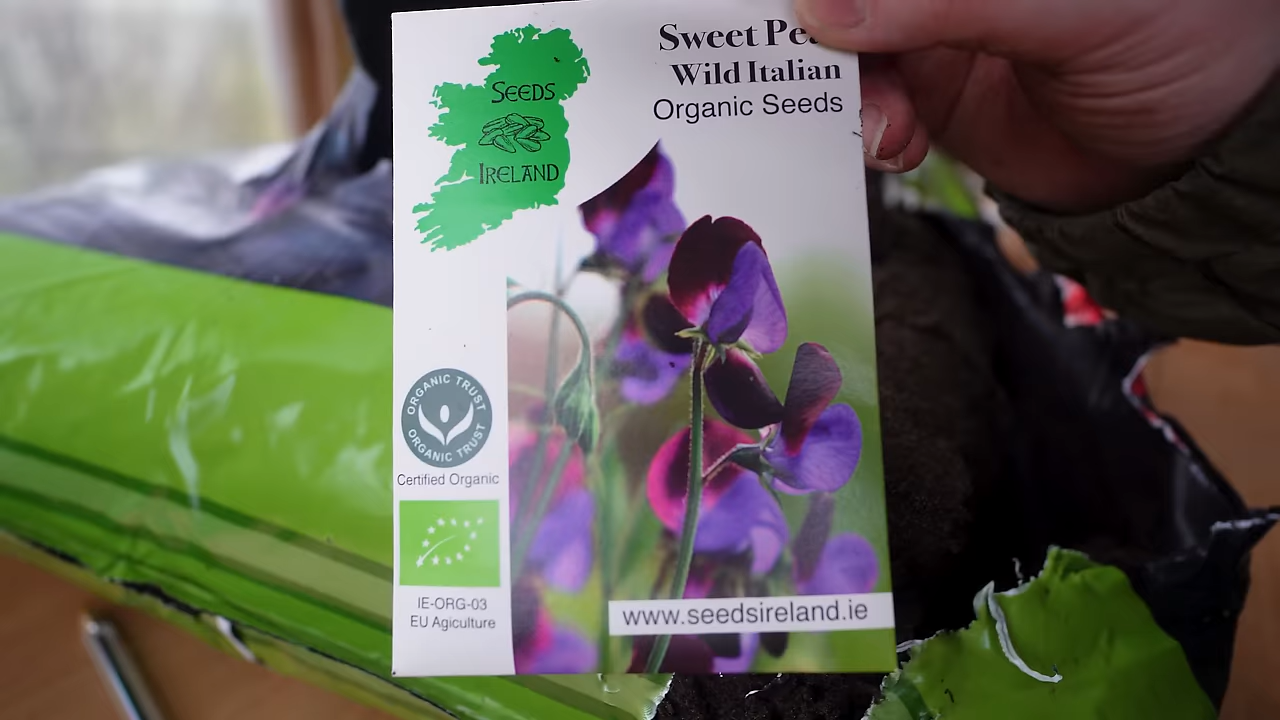 Sweet Pe
Wild Italian
Organic Seeds
SEEDS
IRELAND
ORGANIC TRUST
ORGANIC TRUST
Certified Organic
IE-ORG-03
EU Agiculture
www.seedsireland.ie